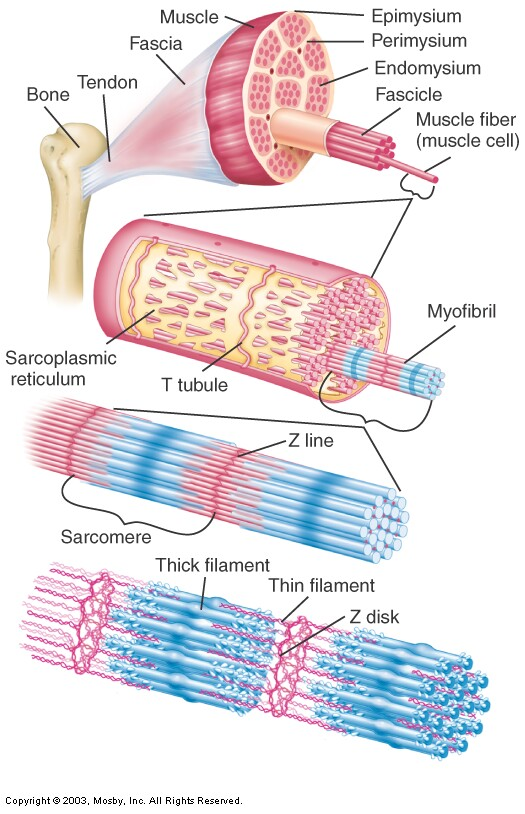 Muscle
Epimysium
Fascia
Perimysium
Tendon
Endomysium
Bone
Fascicle
Muscle fiber
(muscle cell)
Myofibril
Sarcoplasmic
reticulum
T tubule
Z line
Sarcomere
Thick filament
Thin filament
Z disk
Copyright © 2003, Mosby, Inc. All Rights Reserved.